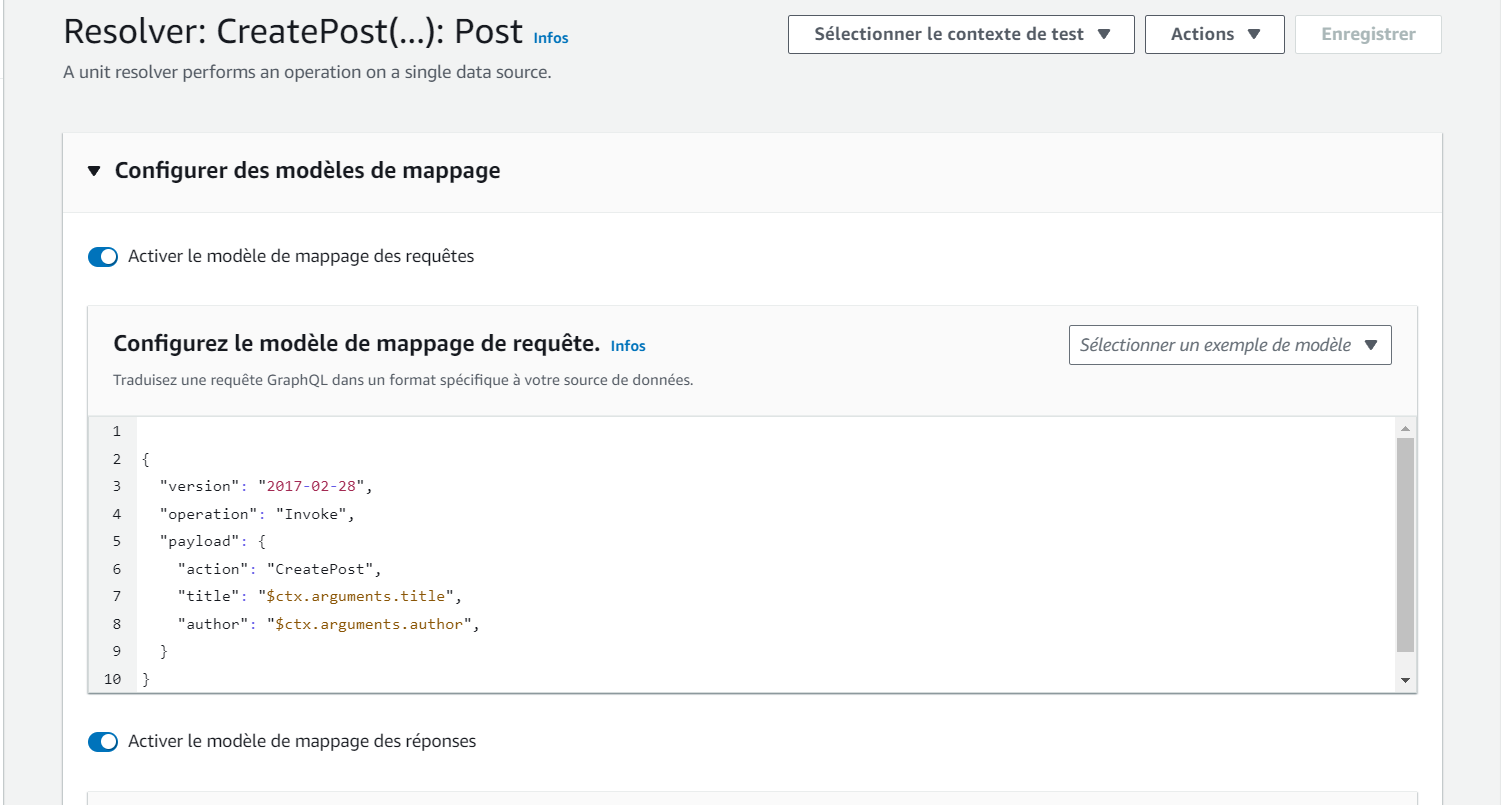 Resolver: CreatePost(...): Post Infos
Sélectionner le contexte de test
Actions
Enregistrer
A unit resolver performs an operation on a single data source.
Configurer des modèles de mappage
Activer le modèle de mappage des requêtes
Configurez le modèle de mappage de requête. Infos
Sélectionner un exemple de modèle
Traduisez une requête GraphQL dans un format spécifique à votre source de données.
1
2 {
3 "version": "2017-02-28",
4 "operation": "Invoke",
5 "payload": {
6 "action": "CreatePost",
7 "title": "$ctx.arguments.title",
8 "author": "$ctx.arguments.author",
9 }
10 }
Activer le modèle de mappage des réponses